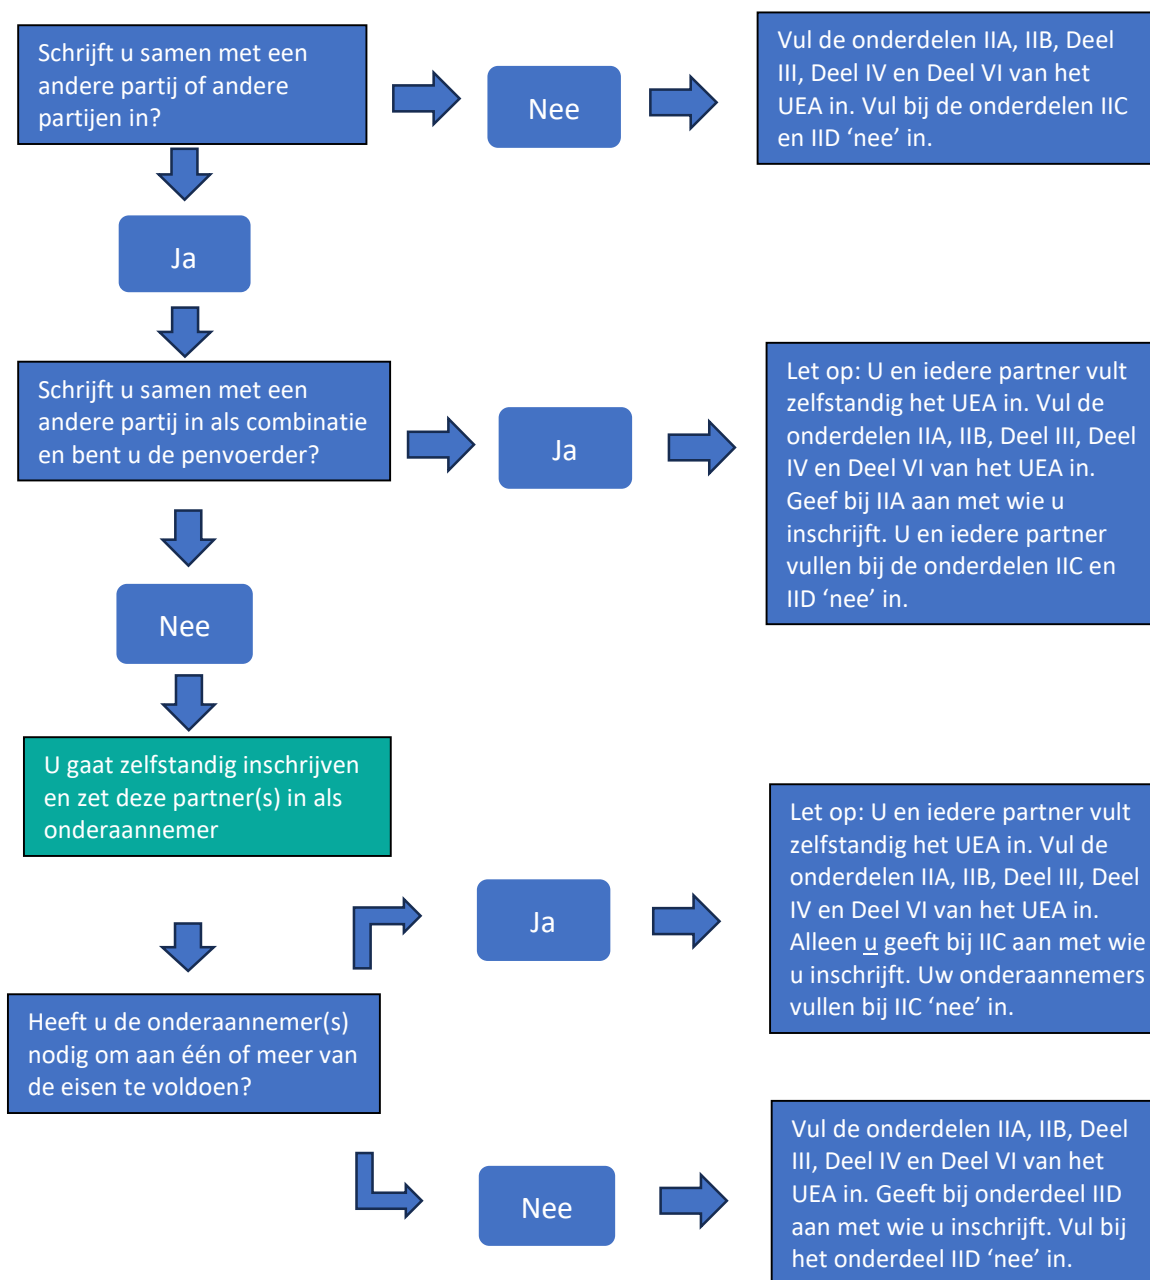 Schrijft u samen met een
andere partij of andere
partijen in?
Nee
Vul de onderdelen IIA, IIB, Deel
III, Deel IV en Deel VI van het
UEA in. Vul bij de onderdelen IIC
en IID ‘nee’ in.
Ja
Schrijft u samen met een
andere partij in als combinatie
en bent u de penvoerder?
Ja
Let op: U en iedere partner vult
zelfstandig het UEA in. Vul de
onderdelen IIA, IIB, Deel III, Deel
IV en Deel VI van het UEA in.
Geef bij IIA aan met wie u
inschrijft. U en iedere partner
vullen bij de onderdelen IIC en
IID ‘nee’ in.
Nee
U gaat zelfstandig inschrijven
en zet deze partner(s) in als
onderaannemer
Heeft u de onderaannemer(s)
nodig om aan één of meer van
de eisen te voldoen?
Ja
Let op: U en iedere partner vult
zelfstandig het UEA in. Vul de
onderdelen IIA, IIB, Deel III, Deel
IV en Deel VI van het UEA in.
Alleen u geeft bij IIC aan met wie
u inschrijft. Uw onderaannemers
vullen bij IIC ‘nee’ in.
Nee
Vul de onderdelen IIA, IIB, Deel
III, Deel IV en Deel VI van het
UEA in. Geeft bij onderdeel IID
aan met wie u inschrijft. Vul bij
het onderdeel IID ‘nee’ in.